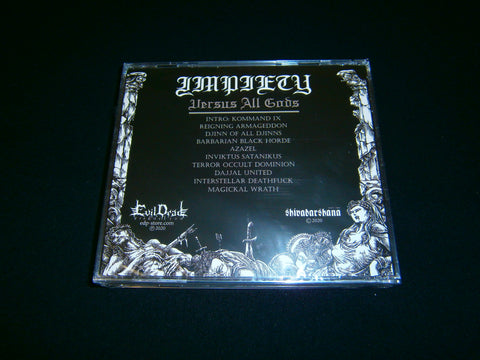 IMPIETY
Versus All Gods
INTRO: KOMMAND IX
REIGNING ARMAGEDDON
DJINN OF ALL DJINNS
BARBARIAN BLACK HORDE
AZAZEL
INVIKTUS SATANIKUS
TERROR OCCULT DOMINION
DAJJAL UNITED
INTERSTELLAR DEATHFUCK
MAGICKAL WRATH
Evil Dead
edp-store.com
© 2020
shivadarshana
© 2020